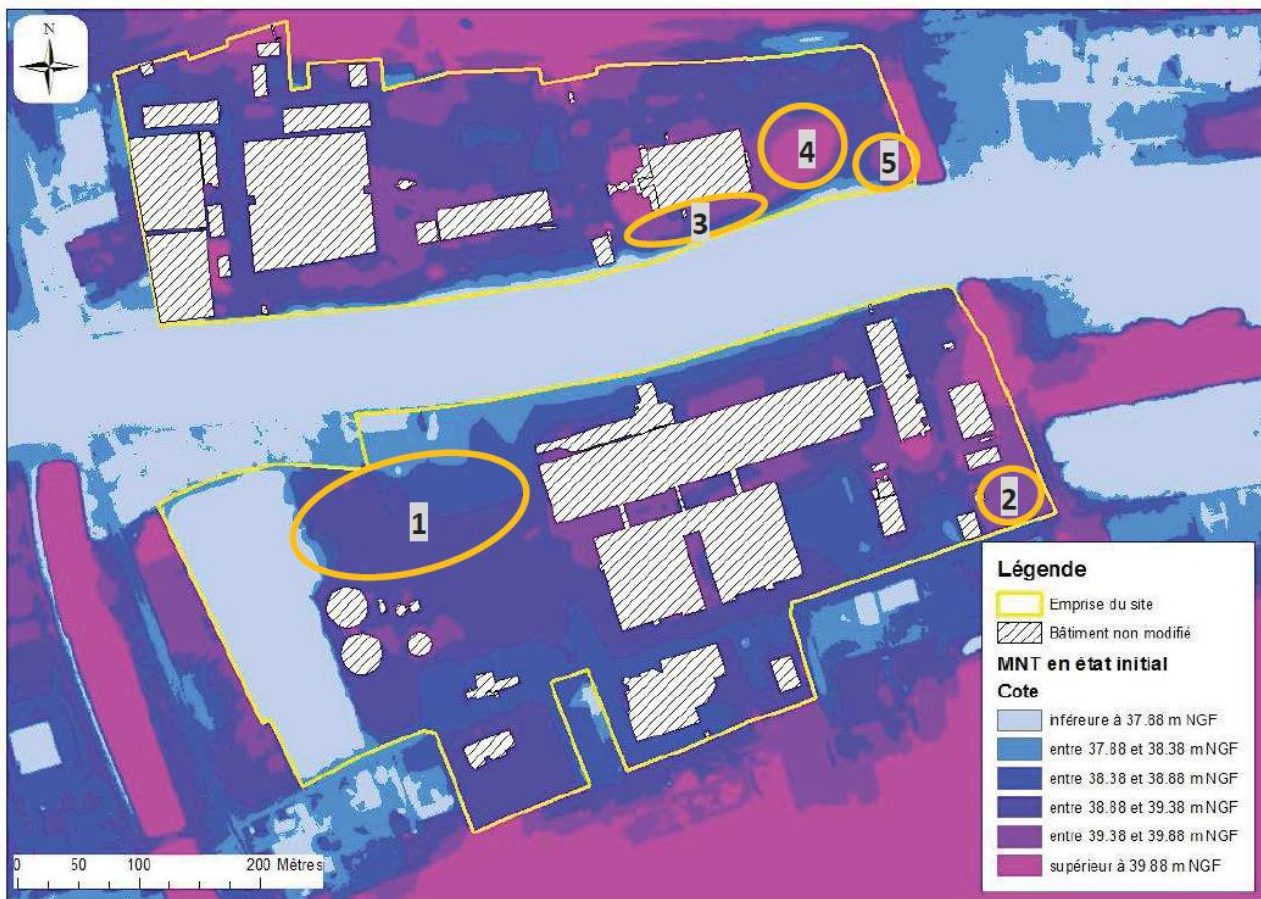 N
4
5
3
1
2
Légende
Emprise du site
Bâtiment non modifié
MNT en état initial
Cote
inféreure à 37.88 m NGF
entre 37.88 et 38.38 m NGF
entre 38.38 et 38.88 m NGF
entre 38.88 et 39.38 m NGF
entre 39.38 et 39.88 m NGF
supérieur à 39.88 m NGF
0 50 100 200 Mètres